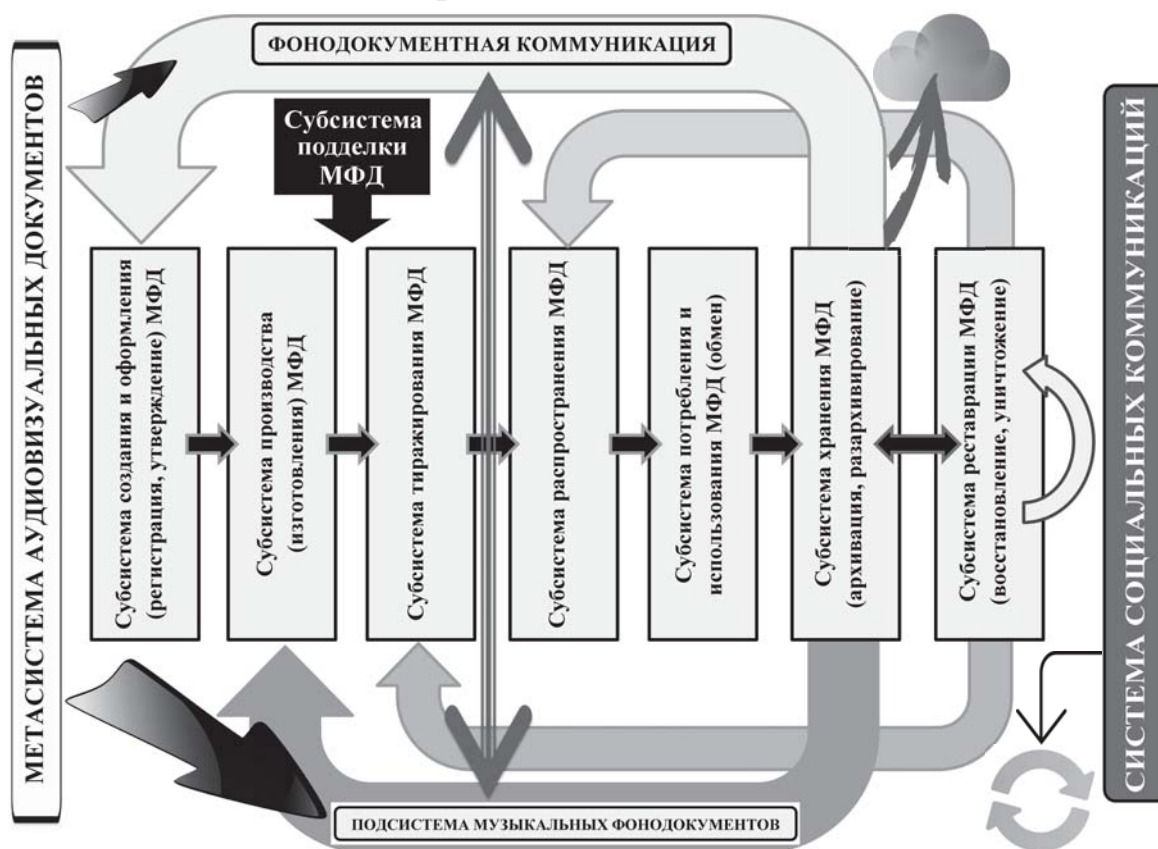 ФОНОДОКУМЕНТНАЯ КОММУНИКАЦИЯ
МЕТАСИСТЕМА АУДИОВИЗУАЛЬНЫХ ДОКУМЕНТОВ
Субсистема
подделки
МФД
Субсистема создания и оформления
(регистрация, утверждение) МФД
Субсистема производства
(изготовления) МФД
Субсистема тиражирования МФД
Субсистема распространения МФД
Субсистема потребления и
использования МФД (обмен)
Субсистема хранения МФД
(архивация, разархивирование)
Субсистема реставрации МФД
(восстановление, уничтожение)
СИСТЕМА СОЦИАЛЬНЫХ КОММУНИКАЦИЙ
ПОДСИСТЕМА МУЗЫКАЛЬНЫХ ФОНОДОКУМЕНТОВ